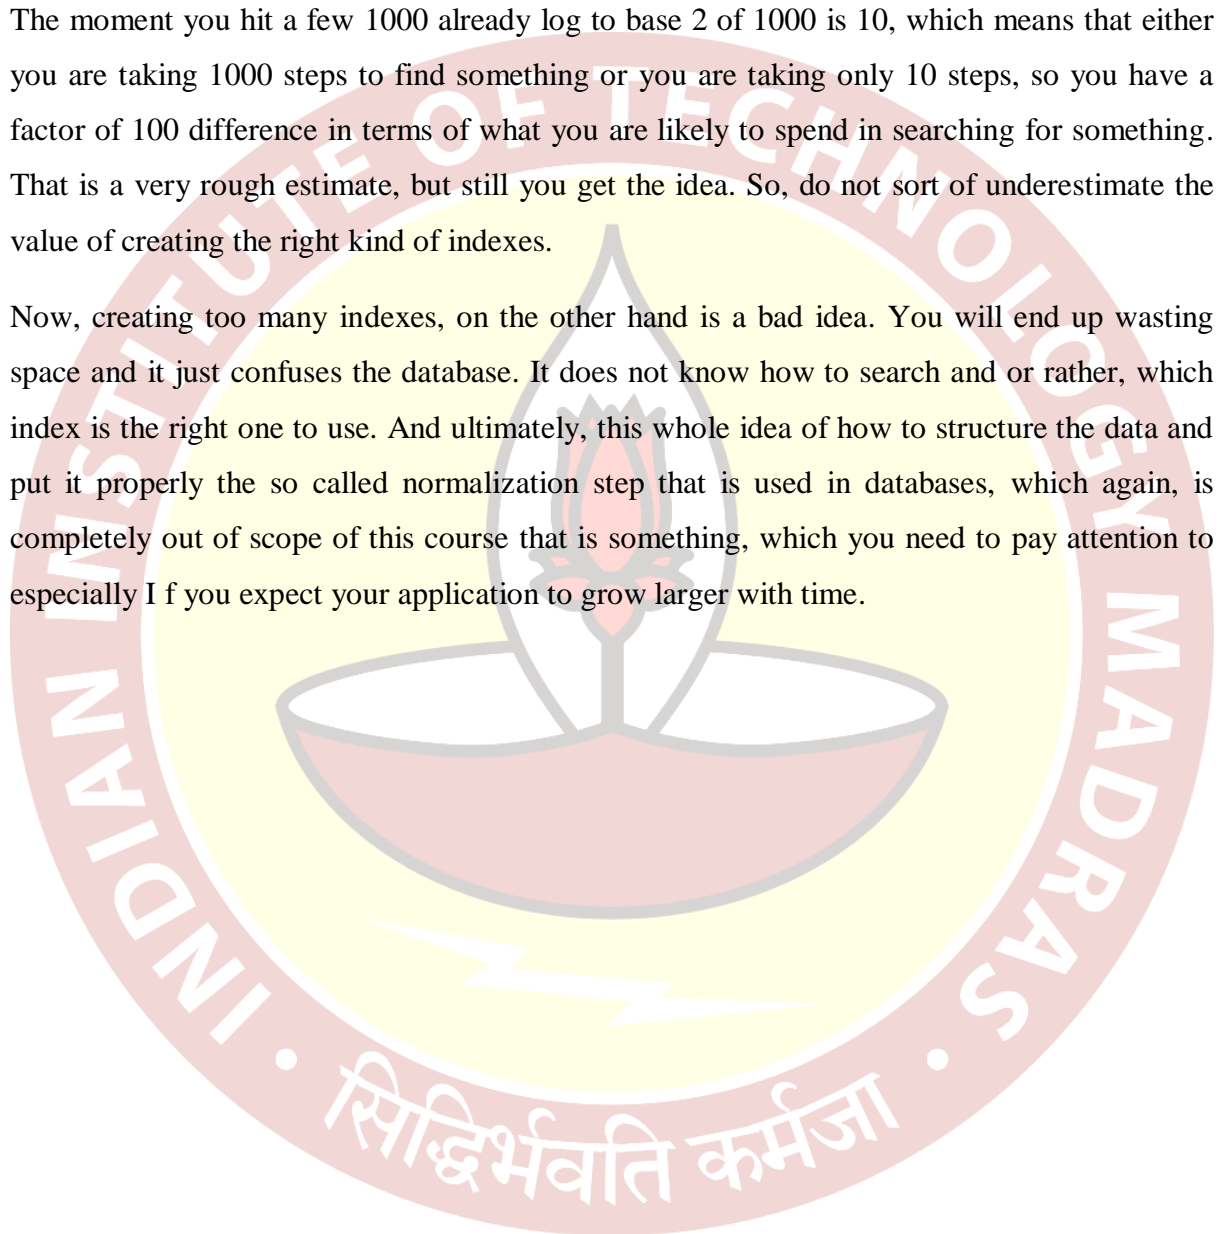 The moment you hit a few 1000 already log to base 2 of 1000 is 10, which means that either
you are taking 1000 steps to find something or you are taking only 10 steps, so you have a
factor of 100 difference in terms of what you are likely to spend in searching for something.
That is a very rough estimate, but still you get the idea. So, do not sort of underestimate the
value of creating the right kind of indexes.
Now, creating too many indexes, on the other hand is a bad idea. You will end up wasting
space and it just confuses the database. It does not know how to search and or rather, which
index is the right one to use. And ultimately, this whole idea of how to structure the data and
put it properly the so called normalization step that is used in databases, which again, is
completely out of scope of this course that is something, which you need to pay attention to
especially I f you expect your application to grow larger with time.
INDIAN INSTITUTE OF TECHNOLOGY MADRAS
सिद्धिर्भवति कर्मजा